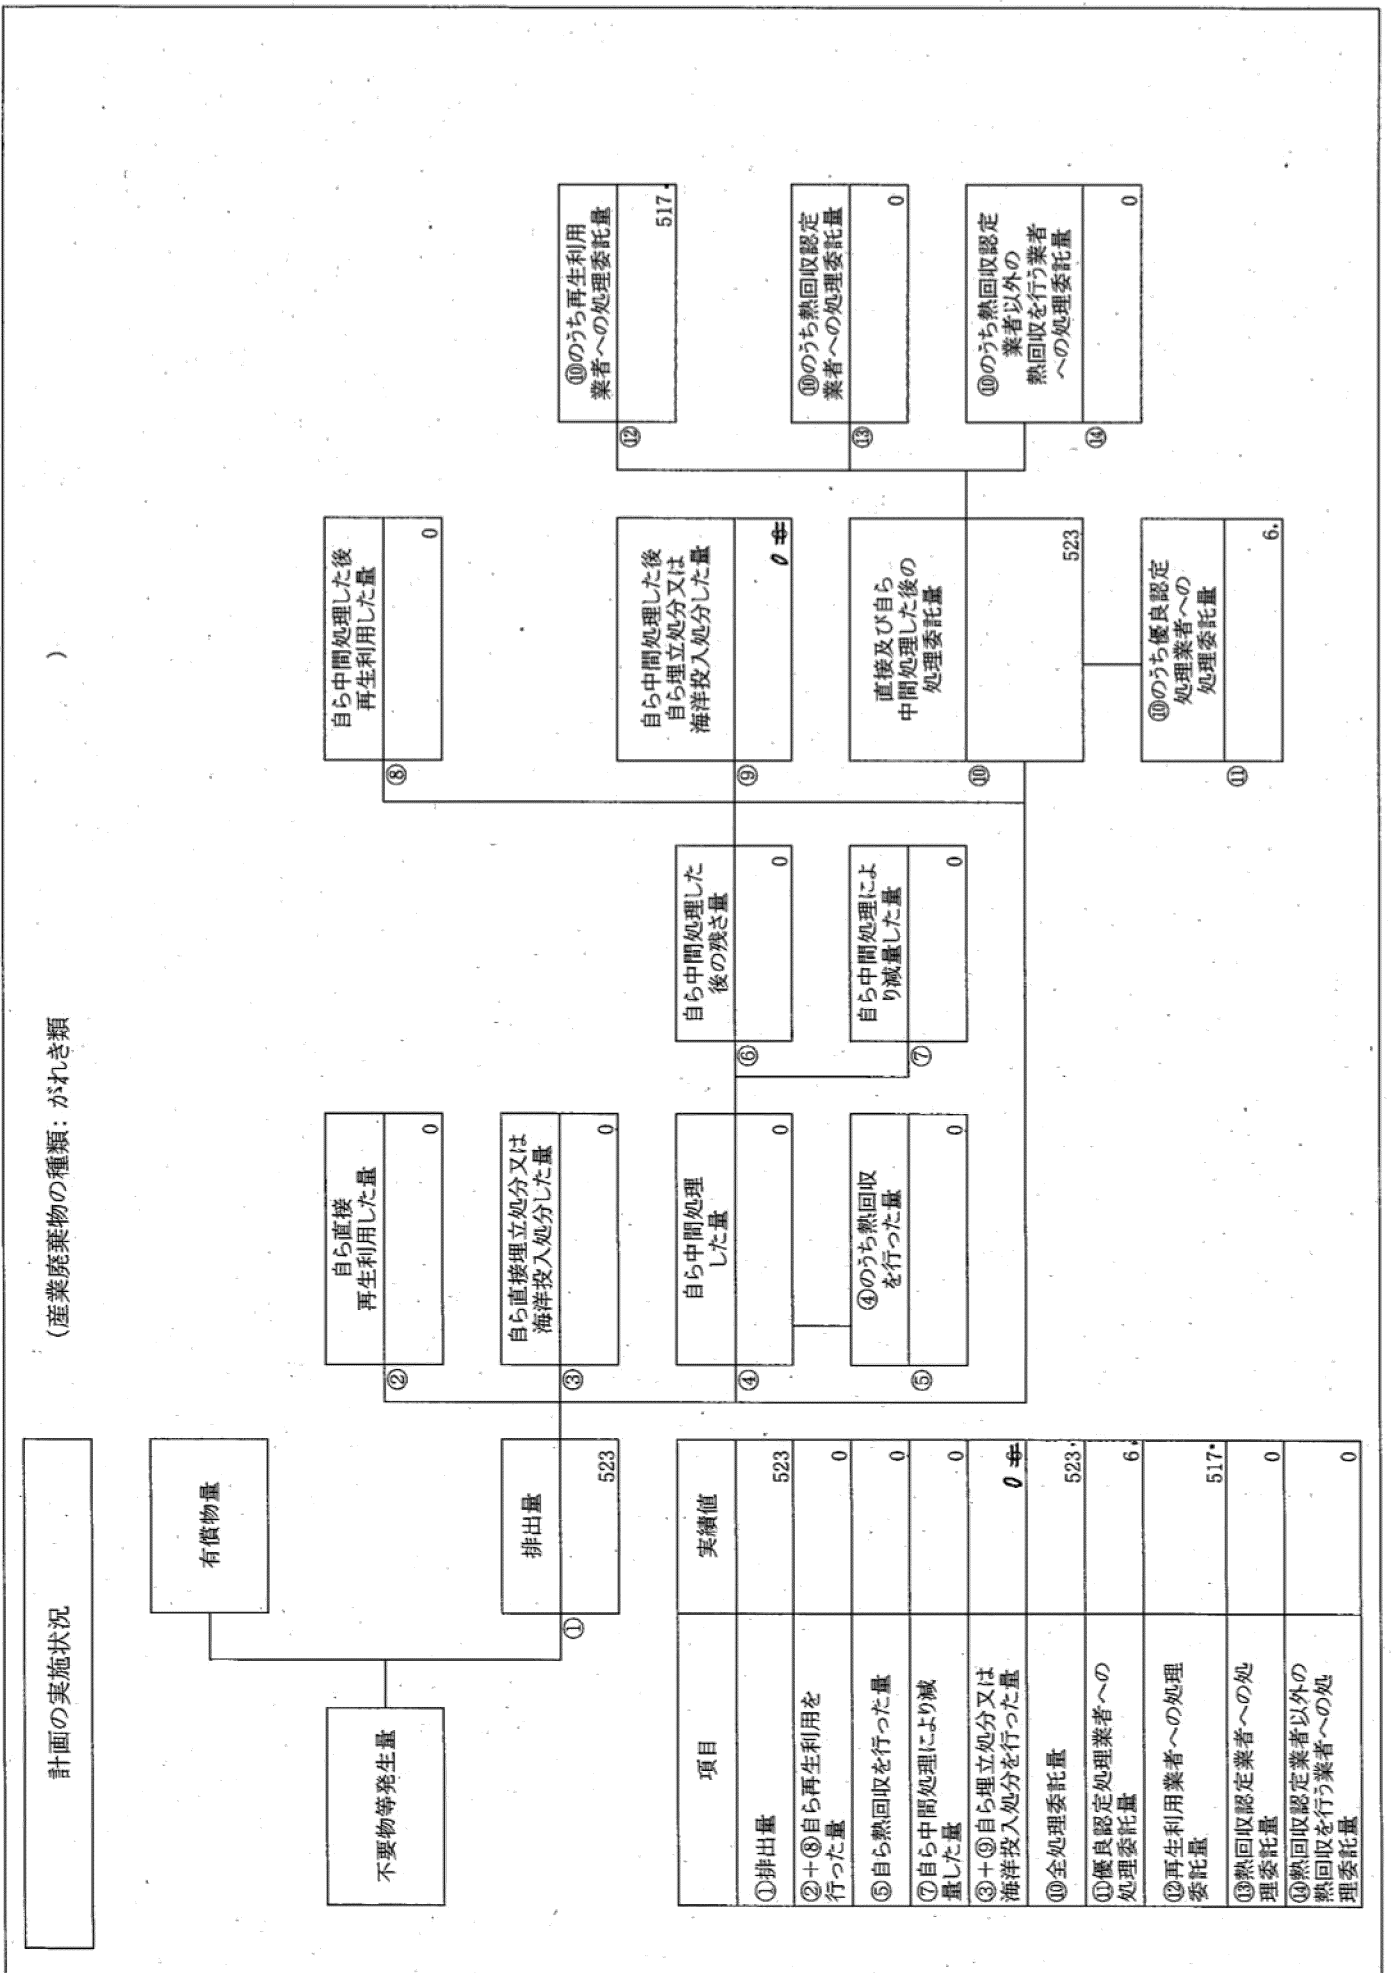 計画の実施状況
(産業廃棄物の種類：がれき類
)
不要物等発生量
有償物量
排出量
①
523
自ら直接
再生利用した量
②
0
自ら直接埋立処分又は
海洋投入処分した量
③
0
自ら中間処理
した量
④
0
④のうち熱回収
を行った量
⑤
0
自ら中間処理した
後の残さ量
⑥
0
自ら中間処理によ
り減量した量
⑦
0
自ら中間処理した後
再生利用した量
⑧
0
自ら中間処理した後
自ら埋立処分又は
海洋投入処分した量
⑨
0 6
直接及び自ら
中間処理した後の
処理委託量
⑩
523
⑩のうち優良認定
処理業者への
処理委託量
⑪
6.
⑩のうち再生利用
業者への処理委託量
⑫
517.
⑩のうち熱回収認定
業者への処理委託量
⑬
0
⑩のうち熱回収認定
業者以外の
熱回収を行う業者
への処理委託量
⑭
0
項目 実績値
①排出量 523
②+⑧自ら再生利用を
行った量 0
⑤自ら熱回収を行った量 0
⑦自ら中間処理により減
量した量 0
③+⑨自ら埋立処分又は
海洋投入処分を行った量 0 6
⑩全処理委託量 523.
⑪優良認定処理業者への
処理委託量 6.
⑫再生利用業者への処理
委託量 517.
⑬熱回収認定業者への処
理委託量 0
⑭熱回収認定業者以外の
熱回収を行う業者への処
理委託量 0